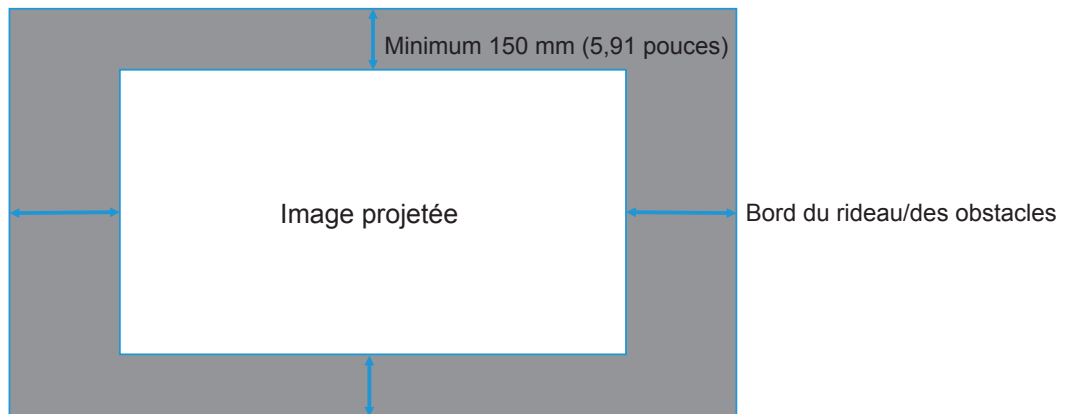 Minimum 150 mm (5,91 pouces)
Image projetée
Bord du rideau/des obstacles